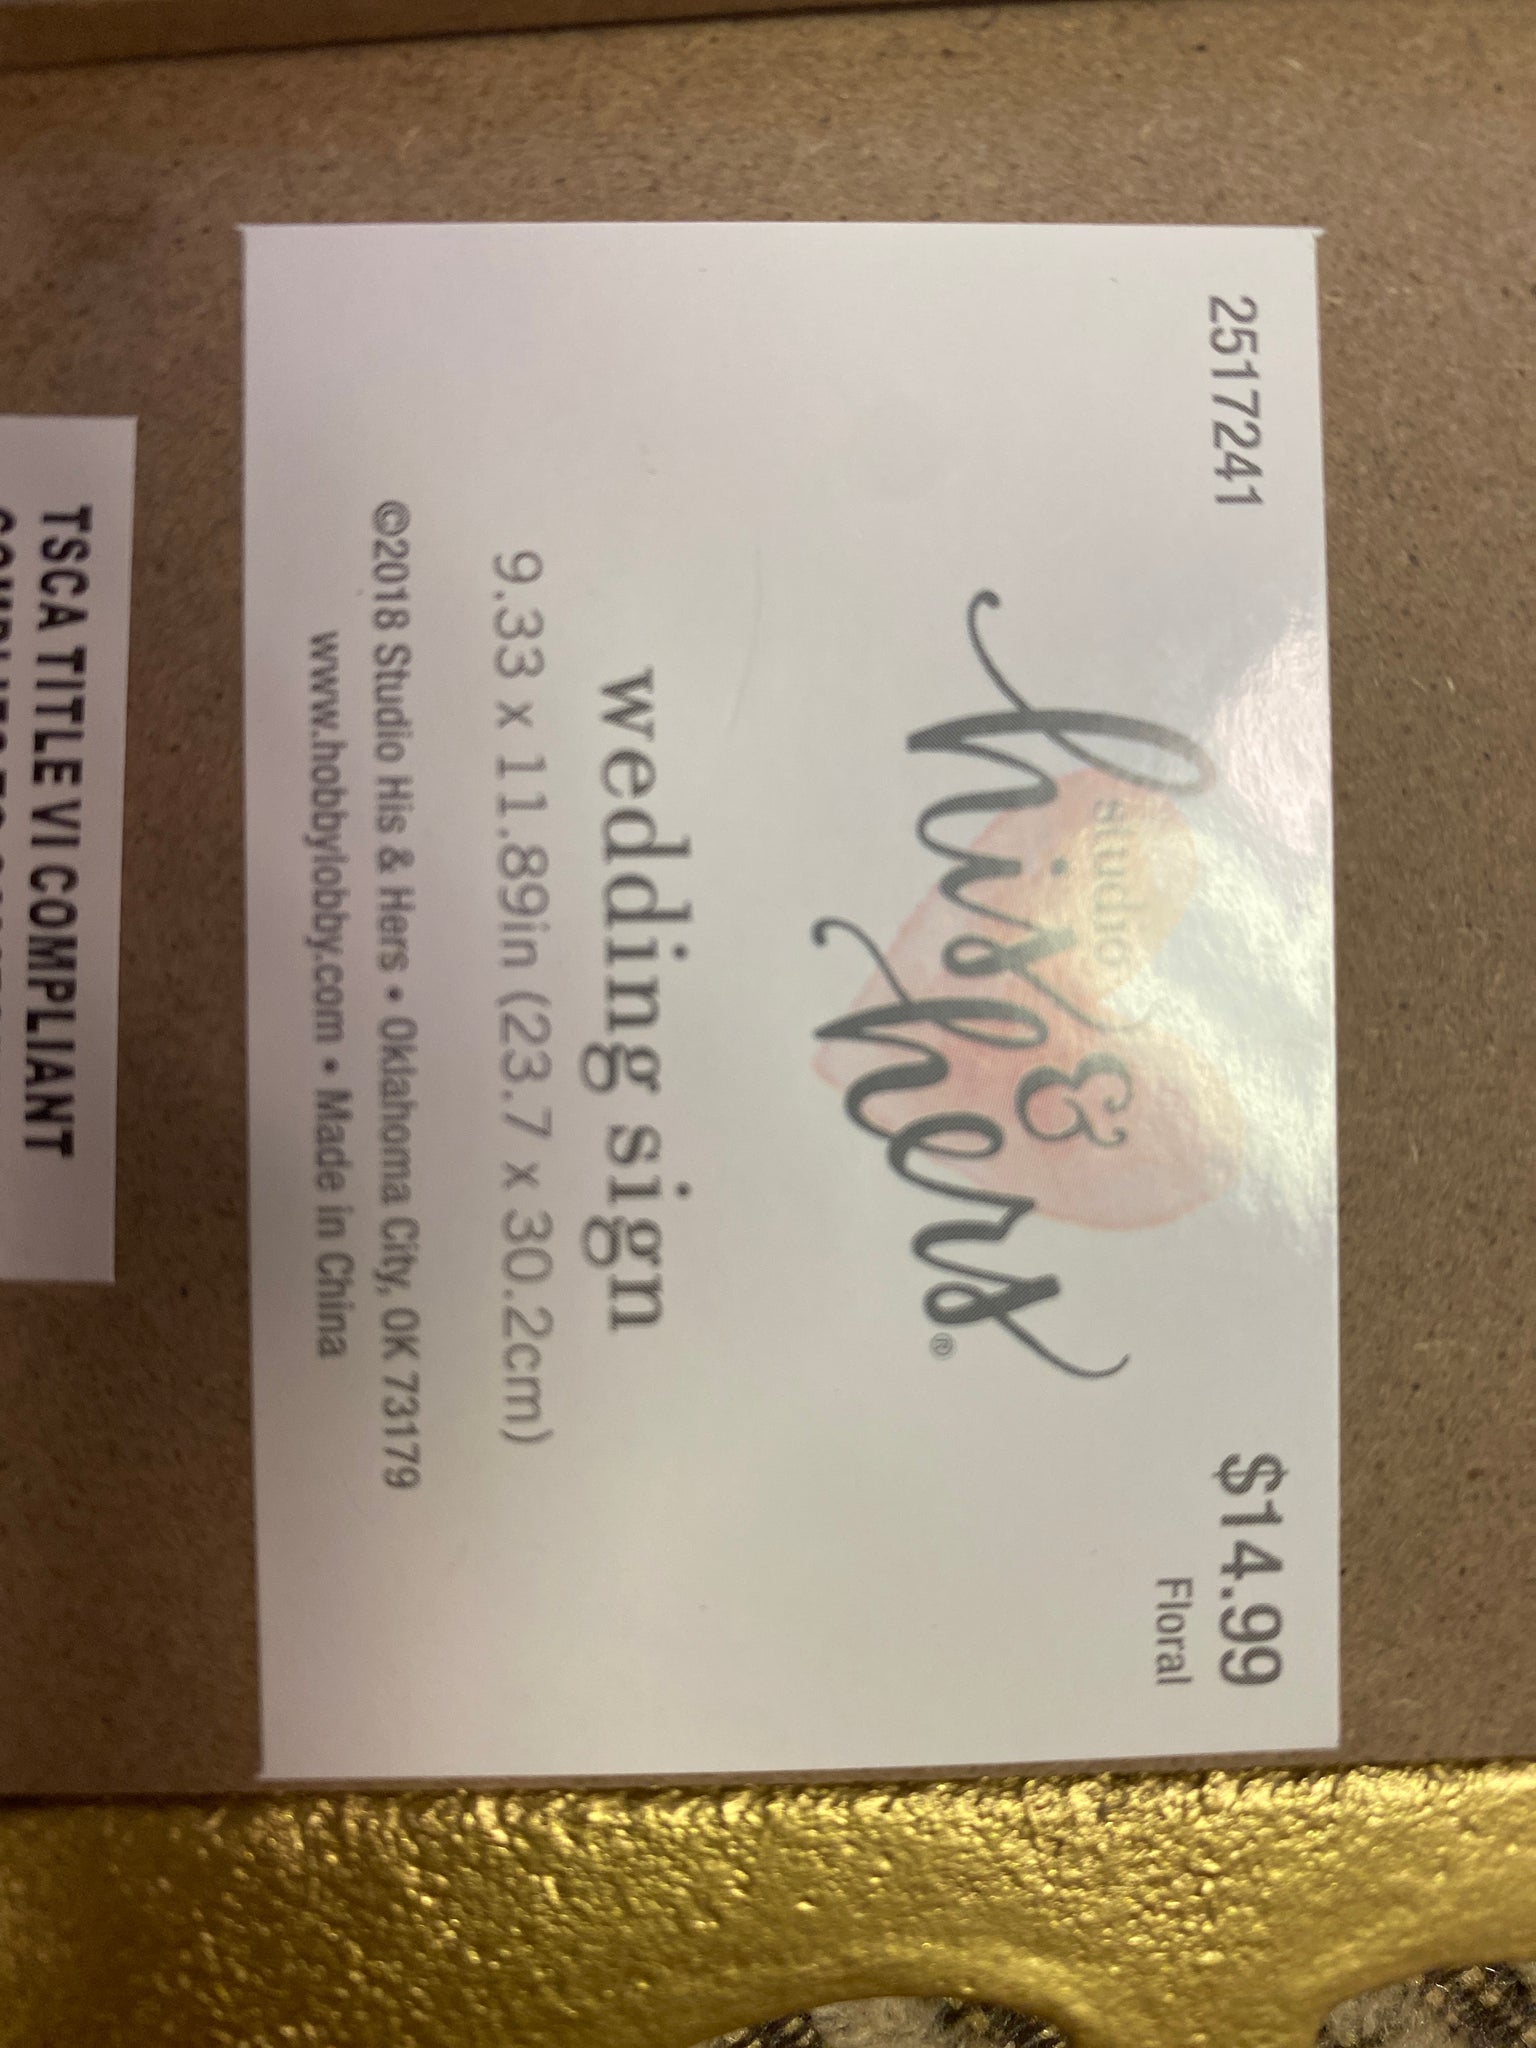 2517241
$14.99
Floral
studio
his &
hers®
wedding sign
9.33 x 11.89in (23.7 x 30.2cm)
©2018 Studio His & Hers • Oklahoma City, OK 73179
www.hobbylobby.com • Made in China
TSCA TITLE VI COMPLIANT